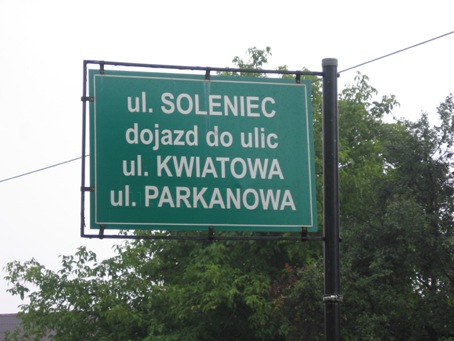 ul. SOLENIEC
dojazd do ulic
ul. KWIATOWA
ul. PARKANOWA